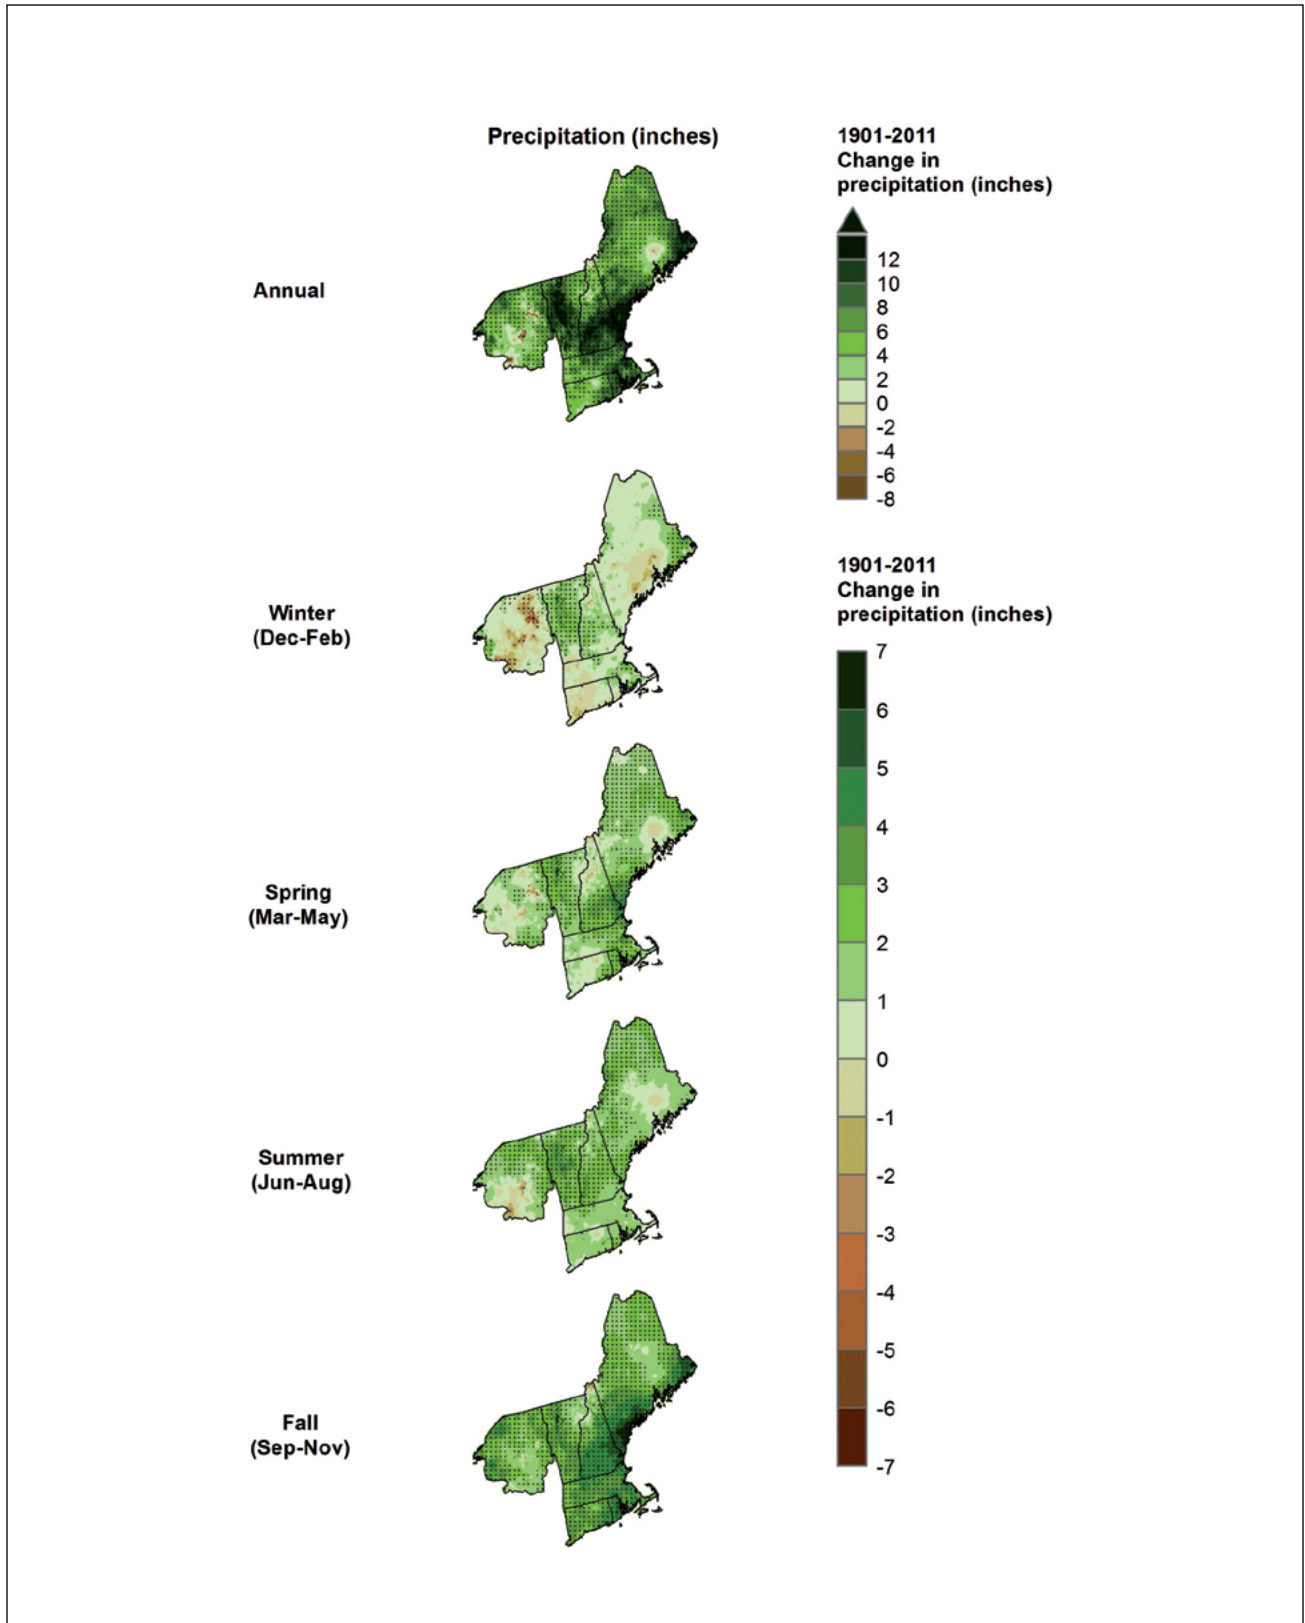 Precipitation (inches)
1901-2011
Change in
precipitation (inches)
12
10
8
6
4
2
0
-2
-4
-6
-8
Annual
Winter
(Dec-Feb)
Spring
(Mar-May)
Summer
(Jun-Aug)
Fall
(Sep-Nov)
1901-2011
Change in
precipitation (inches)
7
6
5
4
3
2
1
0
-1
-2
-3
-4
-5
-6
-7